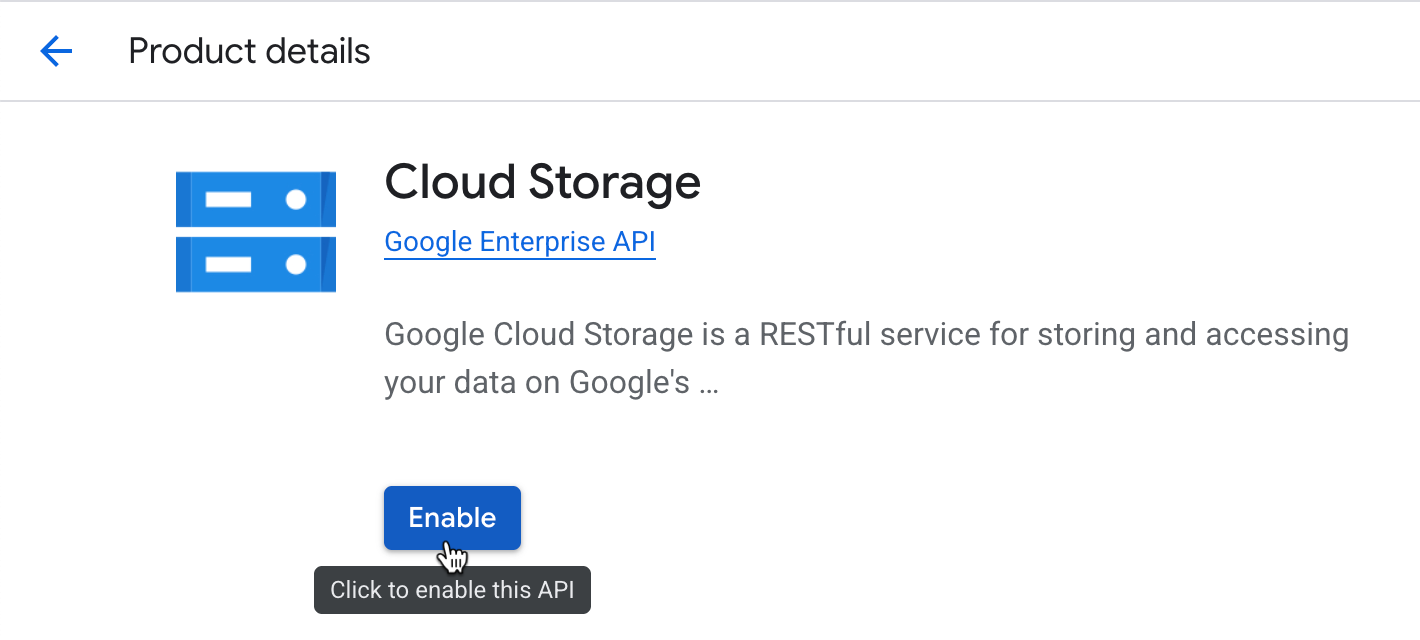 Product details
Cloud Storage
Google Enterprise API
Google Cloud Storage is a RESTful service for storing and accessing
your data on Google's …
Enable
Click to enable this API